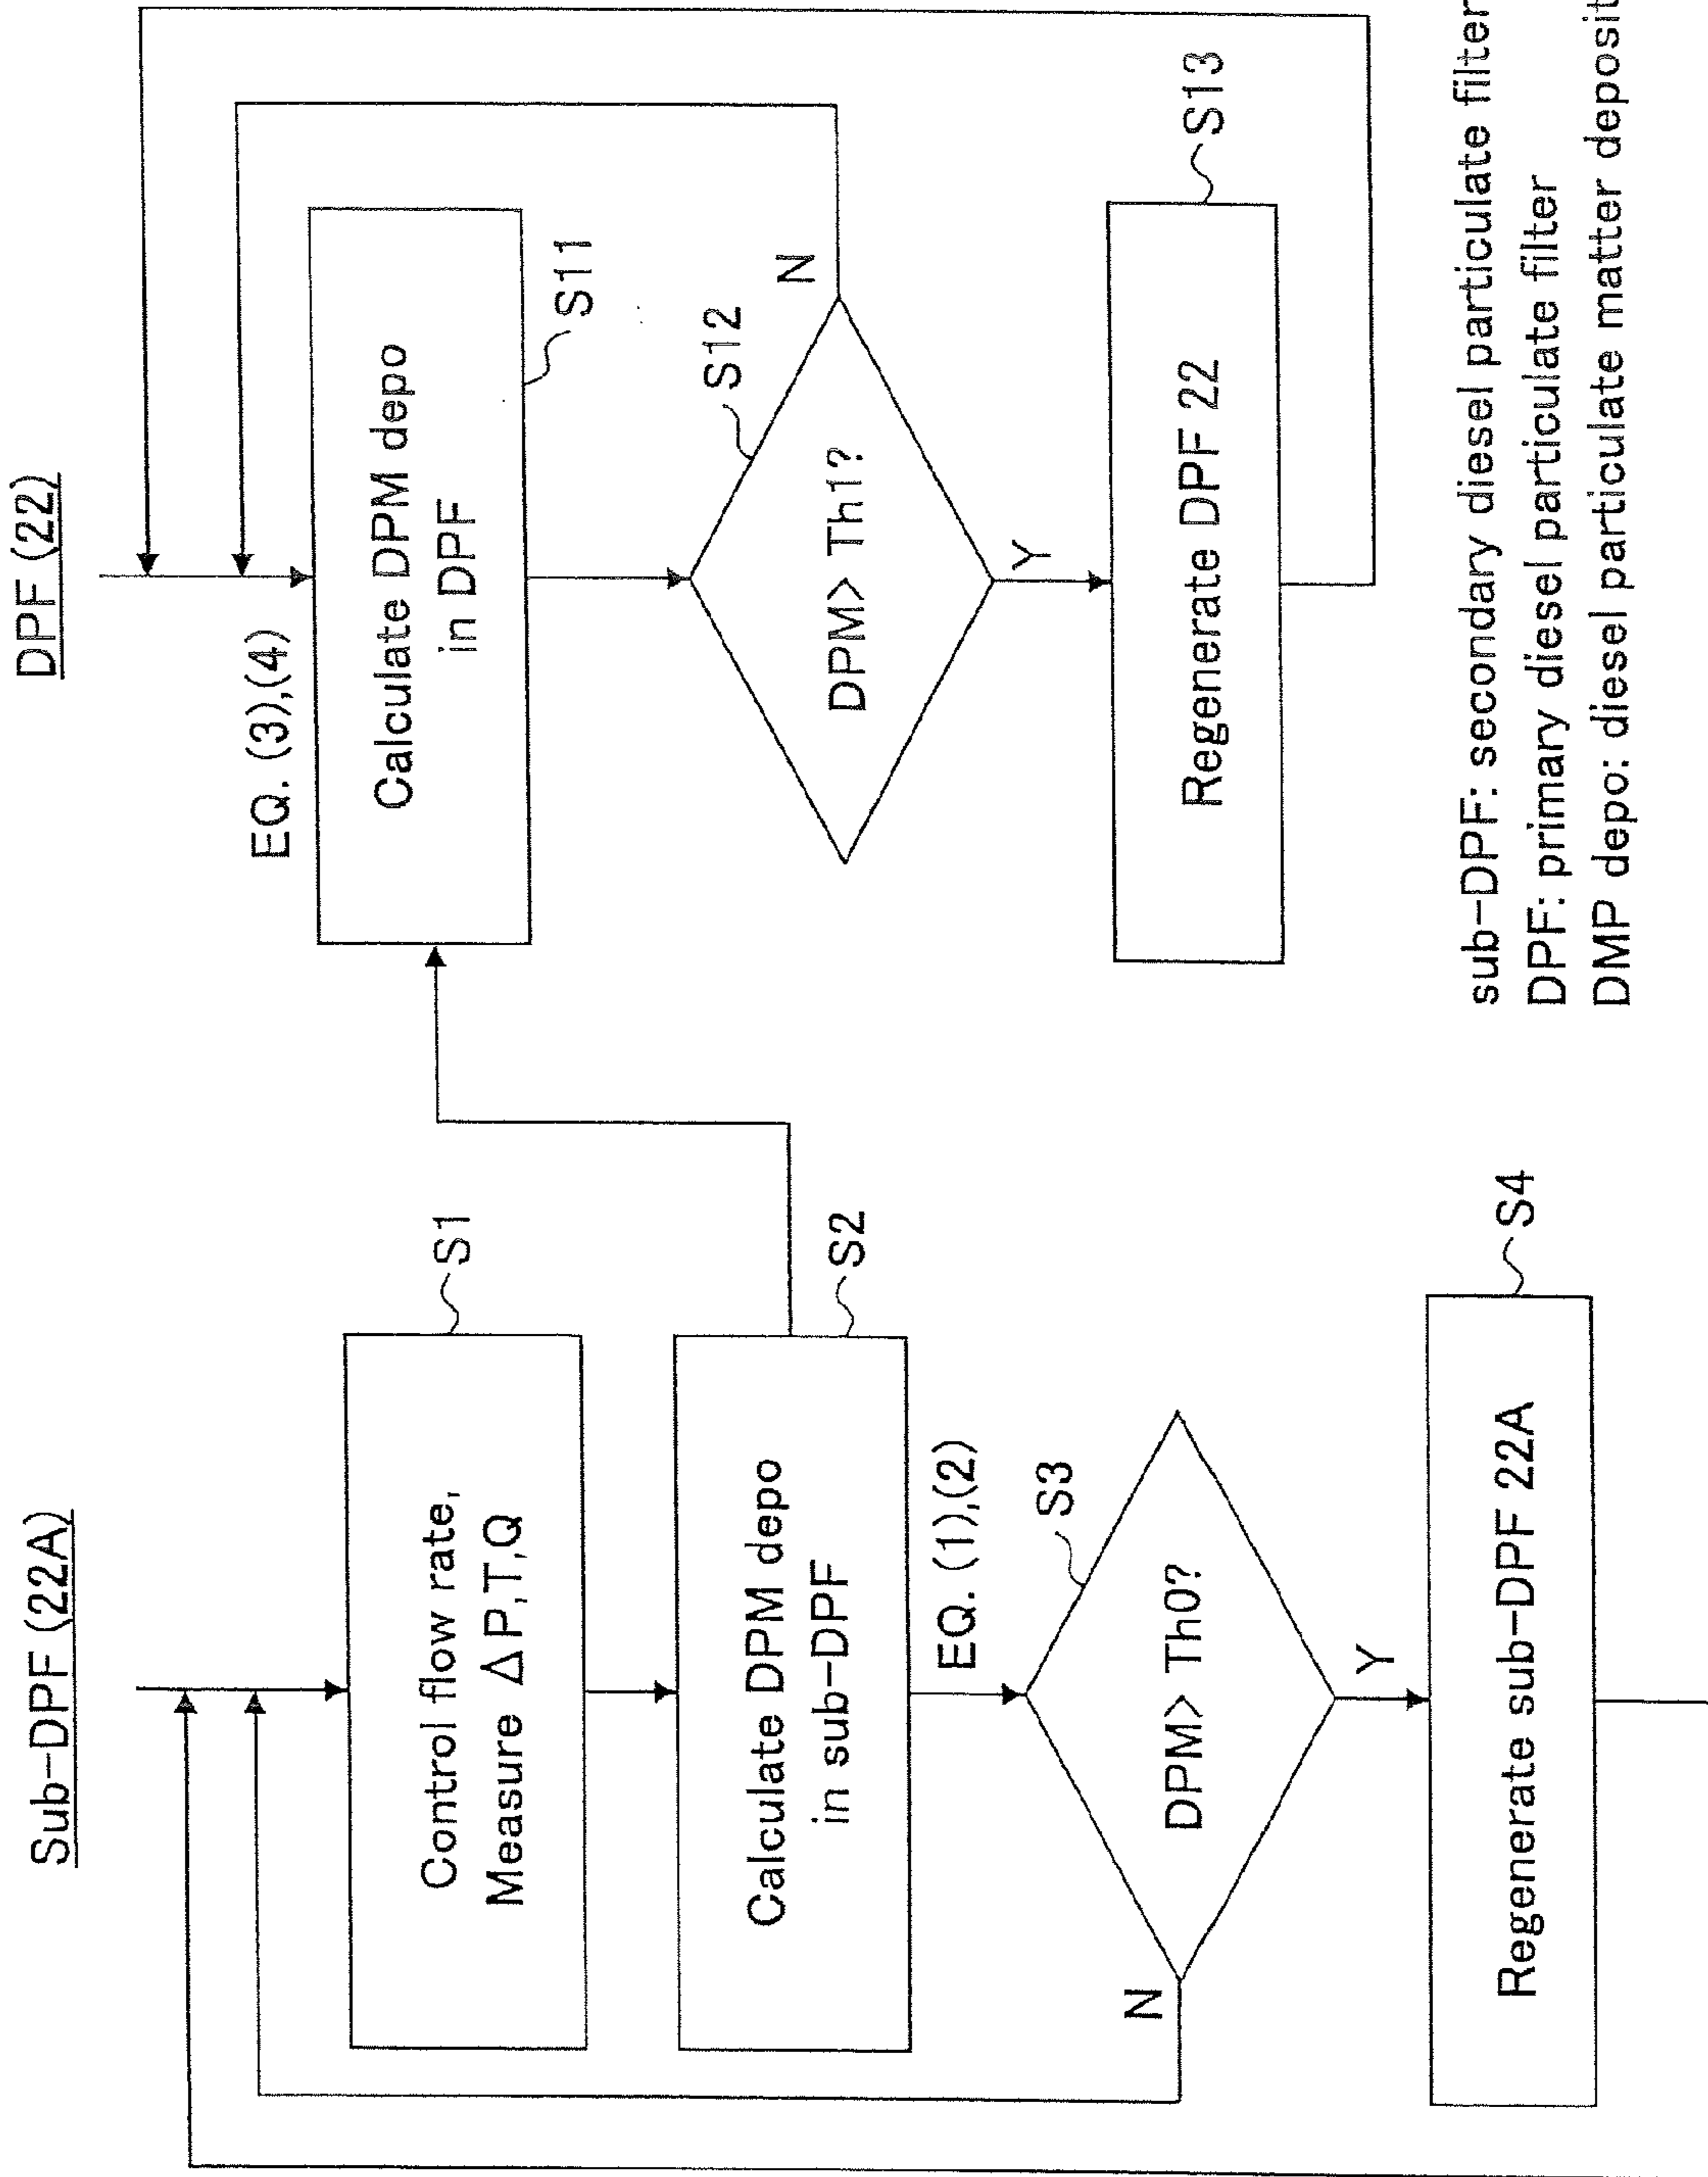 Sub-DPF (22A)
Control flow rate,
Measure ΔP,T,Q
S1
Calculate DPM depo
in sub-DPF
S2
EQ. (1),(2)
DPM> Th0?
S3
N
Y
Regenerate sub-DPF 22A
S4
DPF (22)
EQ. (3),(4)
Calculate DPM depo
in DPF
S11
DPM> Th1?
S12
N
Y
Regenerate DPF 22
S13
sub-DPF: secondary diesel particulate filter
DPF: primary diesel particulate filter
DMP depo: diesel particulate matter deposit